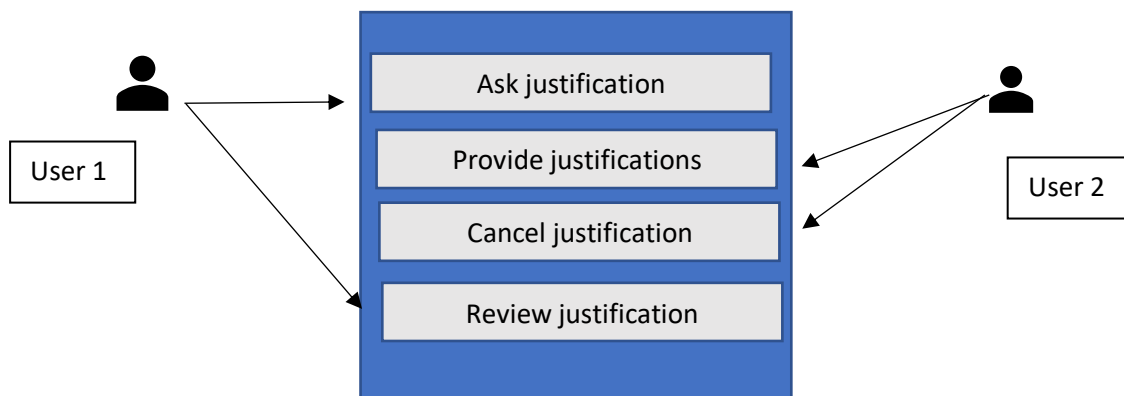 Ask justification
Provide justifications
User 1
User 2
Cancel justification
Review justification